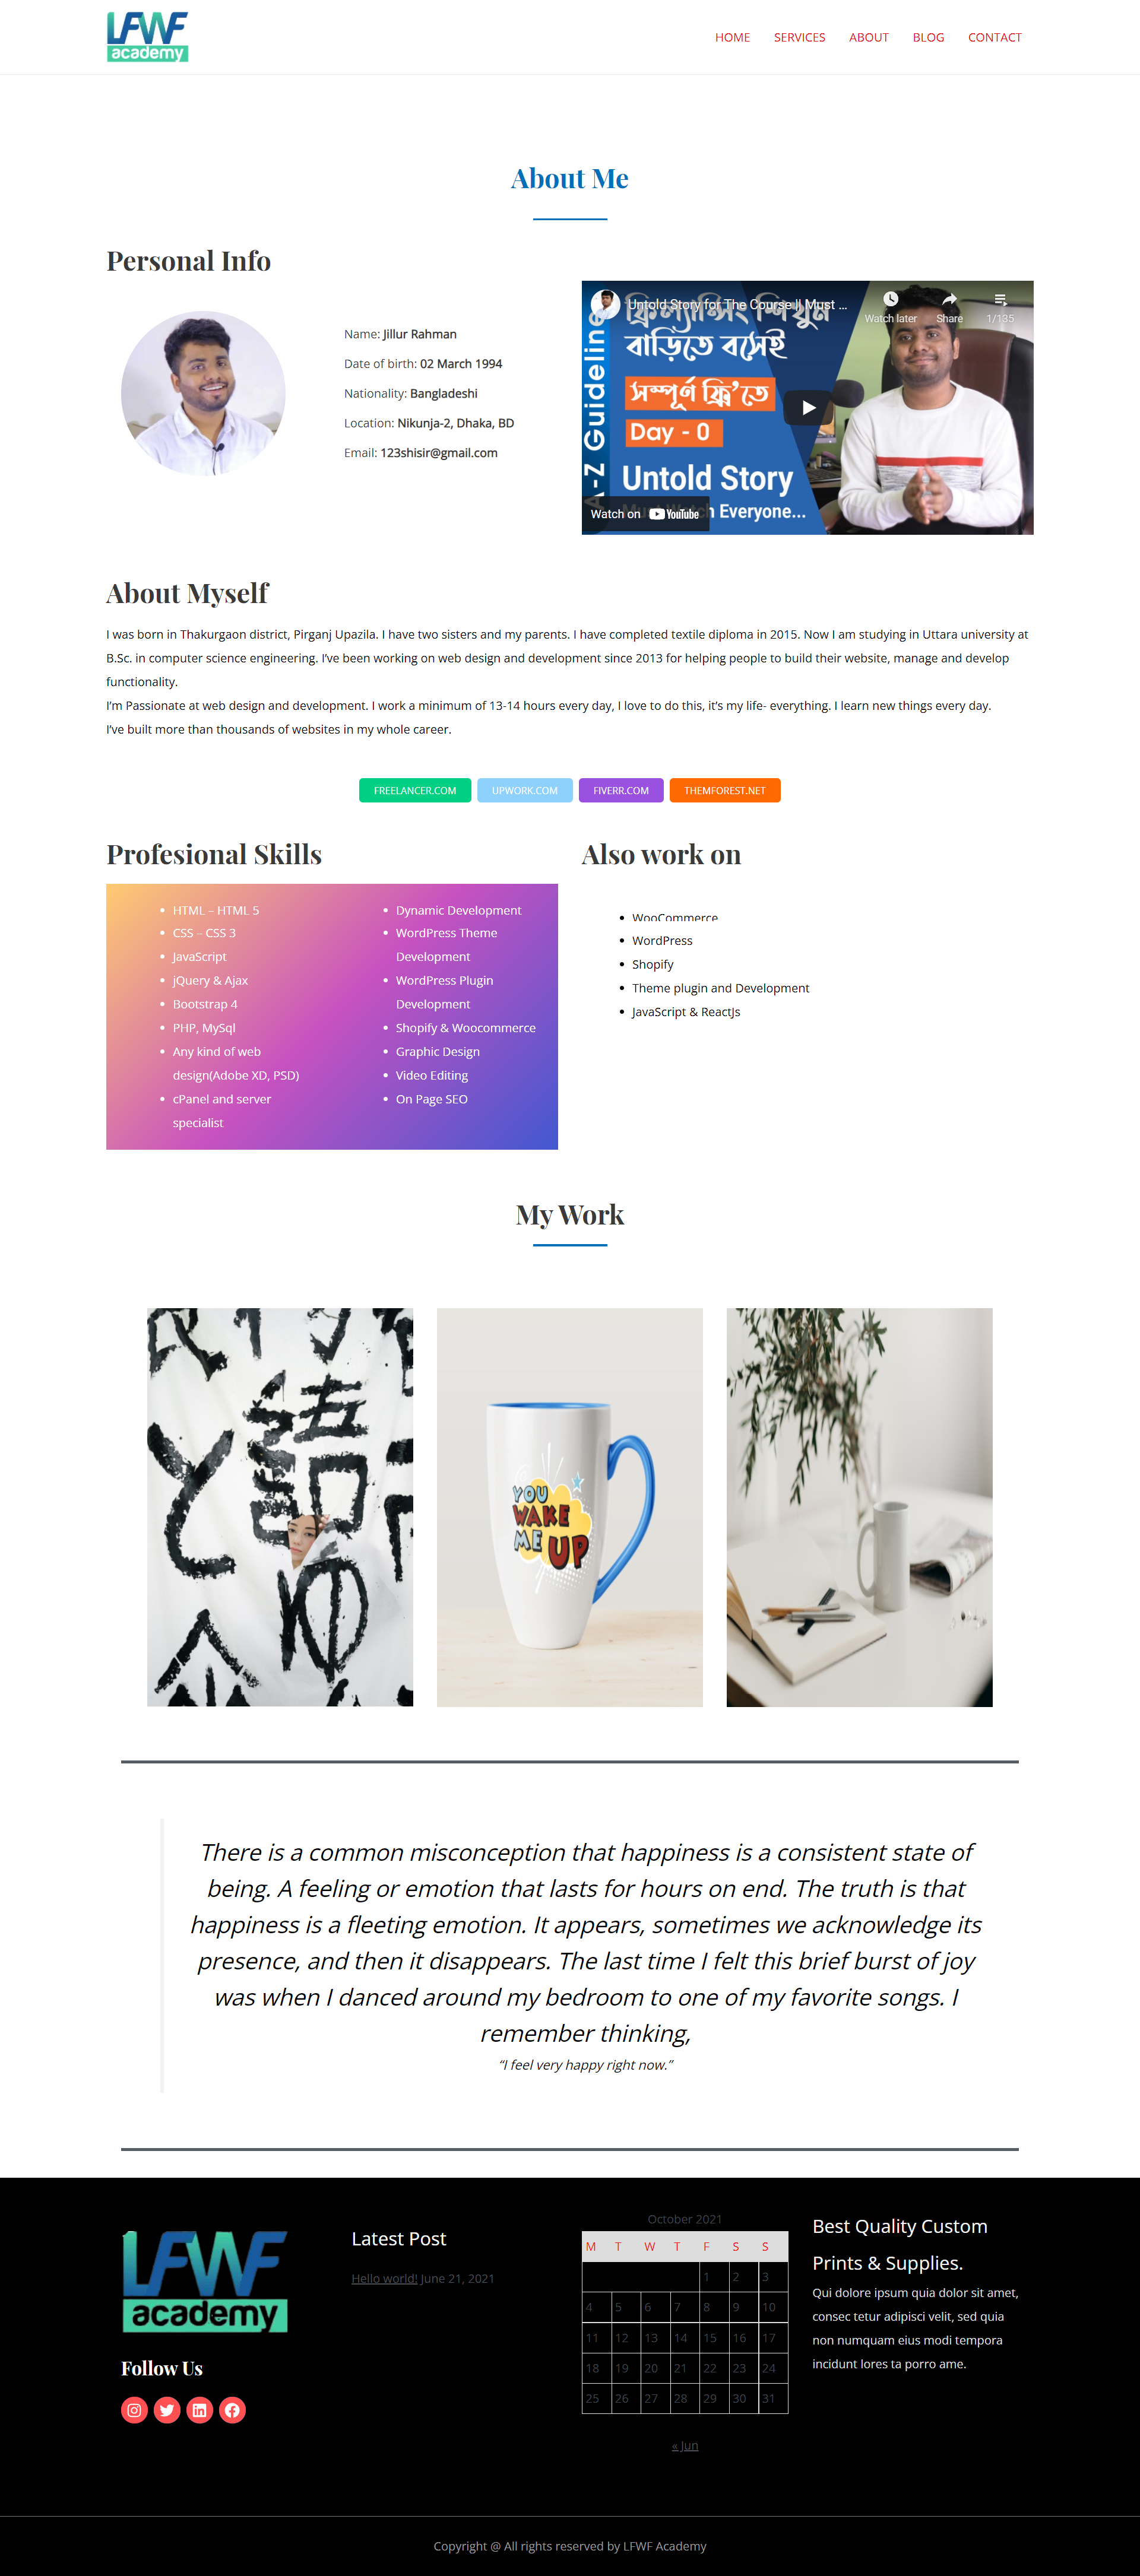 LFWF
academy
HOME SERVICES ABOUT BLOG CONTACT
About Me
Personal Info
Name: Jillur Rahman
Date of birth: 02 March 1994
Nationality: Bangladeshi
Location: Nikunja-2, Dhaka, BD
Email: 123shisir@gmail.com
Untold Story for The Course || Must ...
Watch later Share 1/135
ফ্রিল্যান্সিং শিখুন
বাড়িতে বসেই
সম্পূর্ণ ফ্রি'তে
Day - 0
Untold Story
Must Watch Everyone...
A-Z Guideline
Watch on YouTube
About Myself
I was born in Thakurgaon district, Pirganj Upazila. I have two sisters and my parents. I have completed textile diploma in 2015. Now I am studying in Uttara university at
B.Sc. in computer science engineering. I've been working on web design and development since 2013 for helping people to build their website, manage and develop
functionality.
I'm Passionate at web design and development. I work a minimum of 13-14 hours every day, I love to do this, it's my life- everything. I learn new things every day.
I've built more than thousands of websites in my whole career.
FREELANCER.COM UPWORK.COM FIVERR.COM THEMFOREST.NET
Profesional Skills
HTML – HTML 5
CSS – CSS 3
JavaScript
jQuery & Ajax
Bootstrap 4
PHP, MySql
Any kind of web
design(Adobe XD, PSD)
cPanel and server
specialist
Dynamic Development
WordPress Theme
Development
WordPress Plugin
Development
Shopify & Woocommerce
Graphic Design
Video Editing
On Page SEO
Also work on
WooCommerce
WordPress
Shopify
Theme plugin and Development
JavaScript & ReactJs
My Work
YOU
WAKE
ME UP
There is a common misconception that happiness is a consistent state of
being. A feeling or emotion that lasts for hours on end. The truth is that
happiness is a fleeting emotion. It appears, sometimes we acknowledge its
presence, and then it disappears. The last time I felt this brief burst of joy
was when I danced around my bedroom to one of my favorite songs. I
remember thinking,
“I feel very happy right now.”
LFWF
academy
Follow Us
Latest Post
Hello world! June 21, 2021
October 2021
M T W T F S S
1 2 3
4 5 6 7 8 9 10
11 12 13 14 15 16 17
18 19 20 21 22 23 24
25 26 27 28 29 30 31
« Jun
Best Quality Custom
Prints & Supplies.
Qui dolore ipsum quia dolor sit amet,
consec tetur adipisci velit, sed quia
non numquam eius modi tempora
incidunt lores ta porro ame.
Copyright @ All rights reserved by LFWF Academy